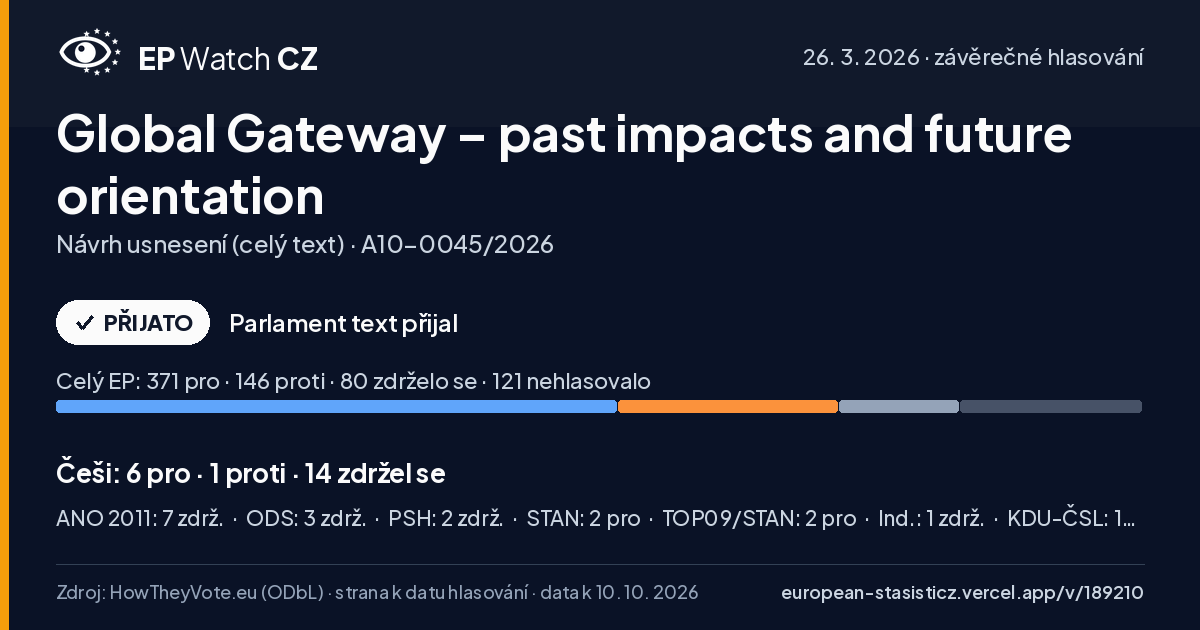 EP Watch CZ
26. 3. 2026 · závěrečné hlasování
Global Gateway – past impacts and future
orientation
Návrh usnesení (celý text) · A10–0045/2026
✓ PŘIJATO
Parlament text přijal
Celý EP: 371 pro · 146 proti · 80 zdrželo se · 121 nehlasovalo
Češi: 6 pro · 1 proti · 14 zdržel se
ANO 2011: 7 zdrž. · ODS: 3 zdrž. · PSH: 2 zdrž. · STAN: 2 pro · TOP09/STAN: 2 pro · Ind.: 1 zdrž. · KDU-ČSL: 1…
Zdroj: HowTheyVote.eu (ODbL) · strana k datu hlasování · data k 10. 10. 2026
european-stasisticz.vercel.app/v/189210